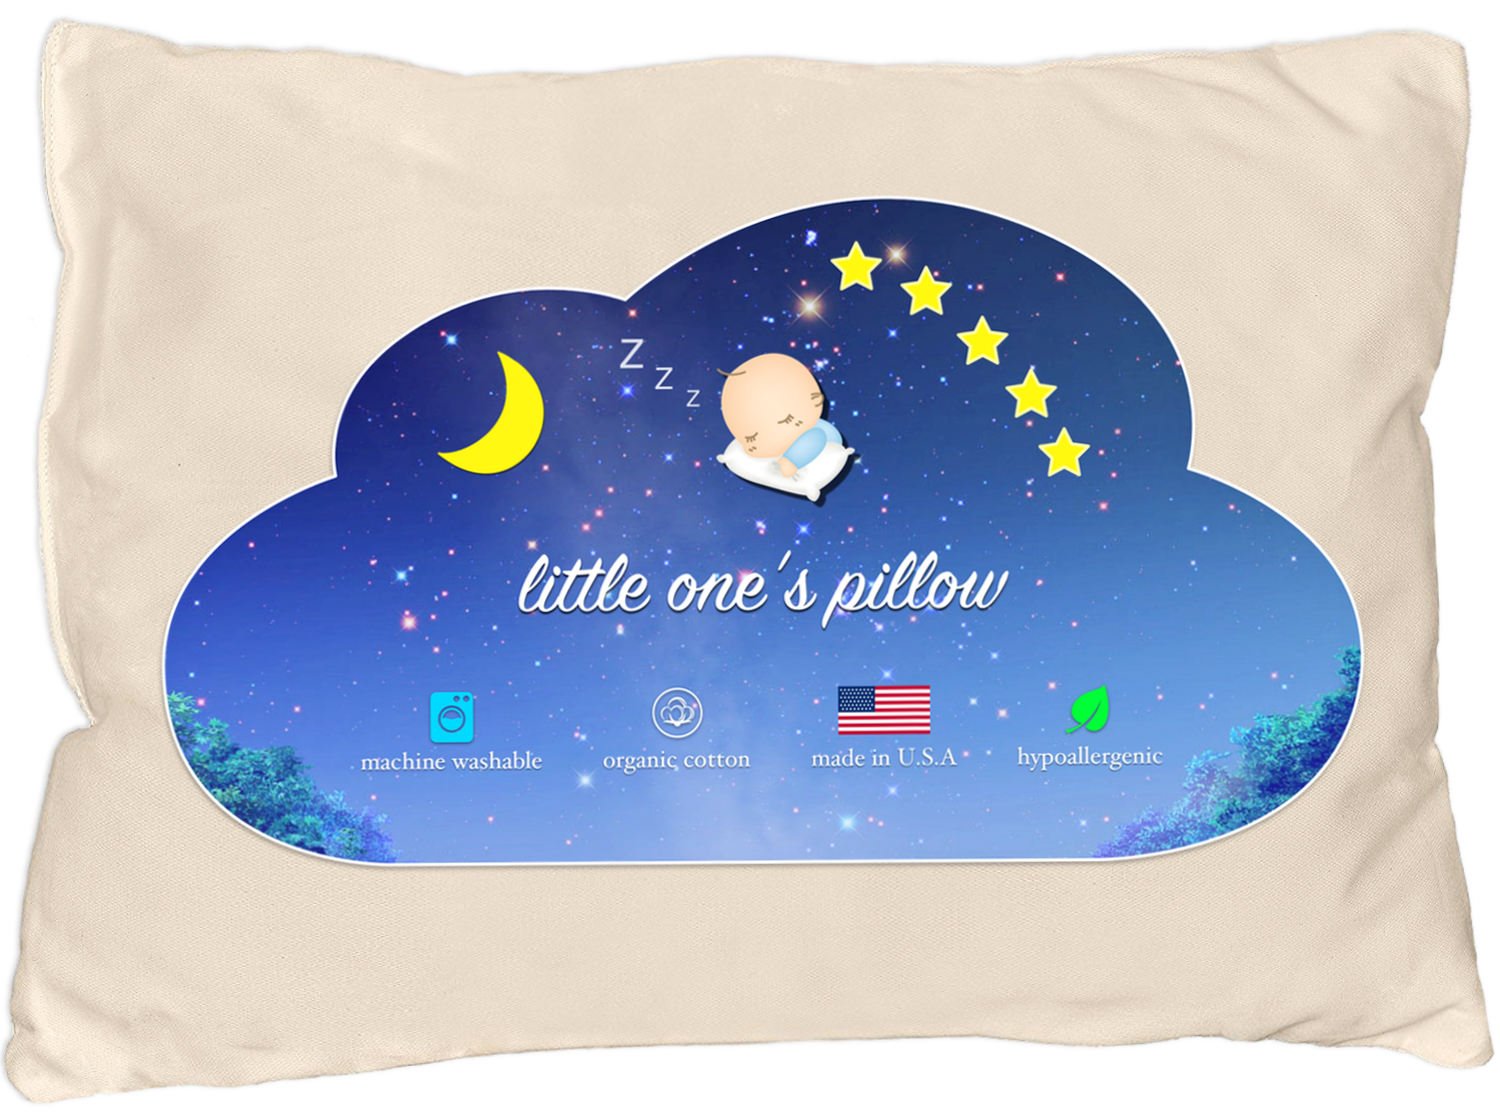 Z
Z
Z
little one's pillow
machine washable
organic cotton
made in U.S.A
hypoallergenic